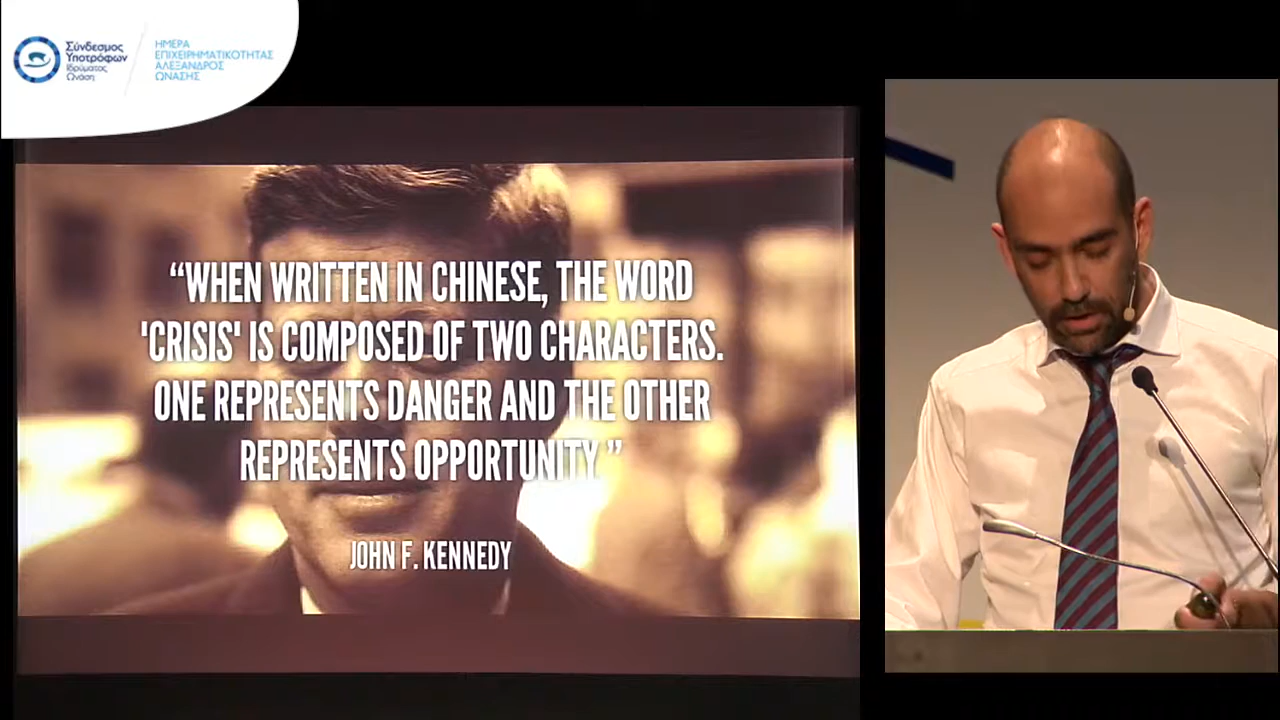 Σύνδεσμος
Υποτρόφων
Ιδρύματος
Ωνάση
ΗΜΕΡΑ
ΕΠΙΧΕΙΡΗΜΑΤΙΚΟΤΗΤΑΣ
ΑΛΕΞΑΝΔΡΟΣ
ΩΝΑΣΗΣ
“WHEN WRITTEN IN CHINESE, THE WORD
'CRISIS' IS COMPOSED OF TWO CHARACTERS.
ONE REPRESENTS DANGER AND THE OTHER
REPRESENTS OPPORTUNITY.”
JOHN F. KENNEDY